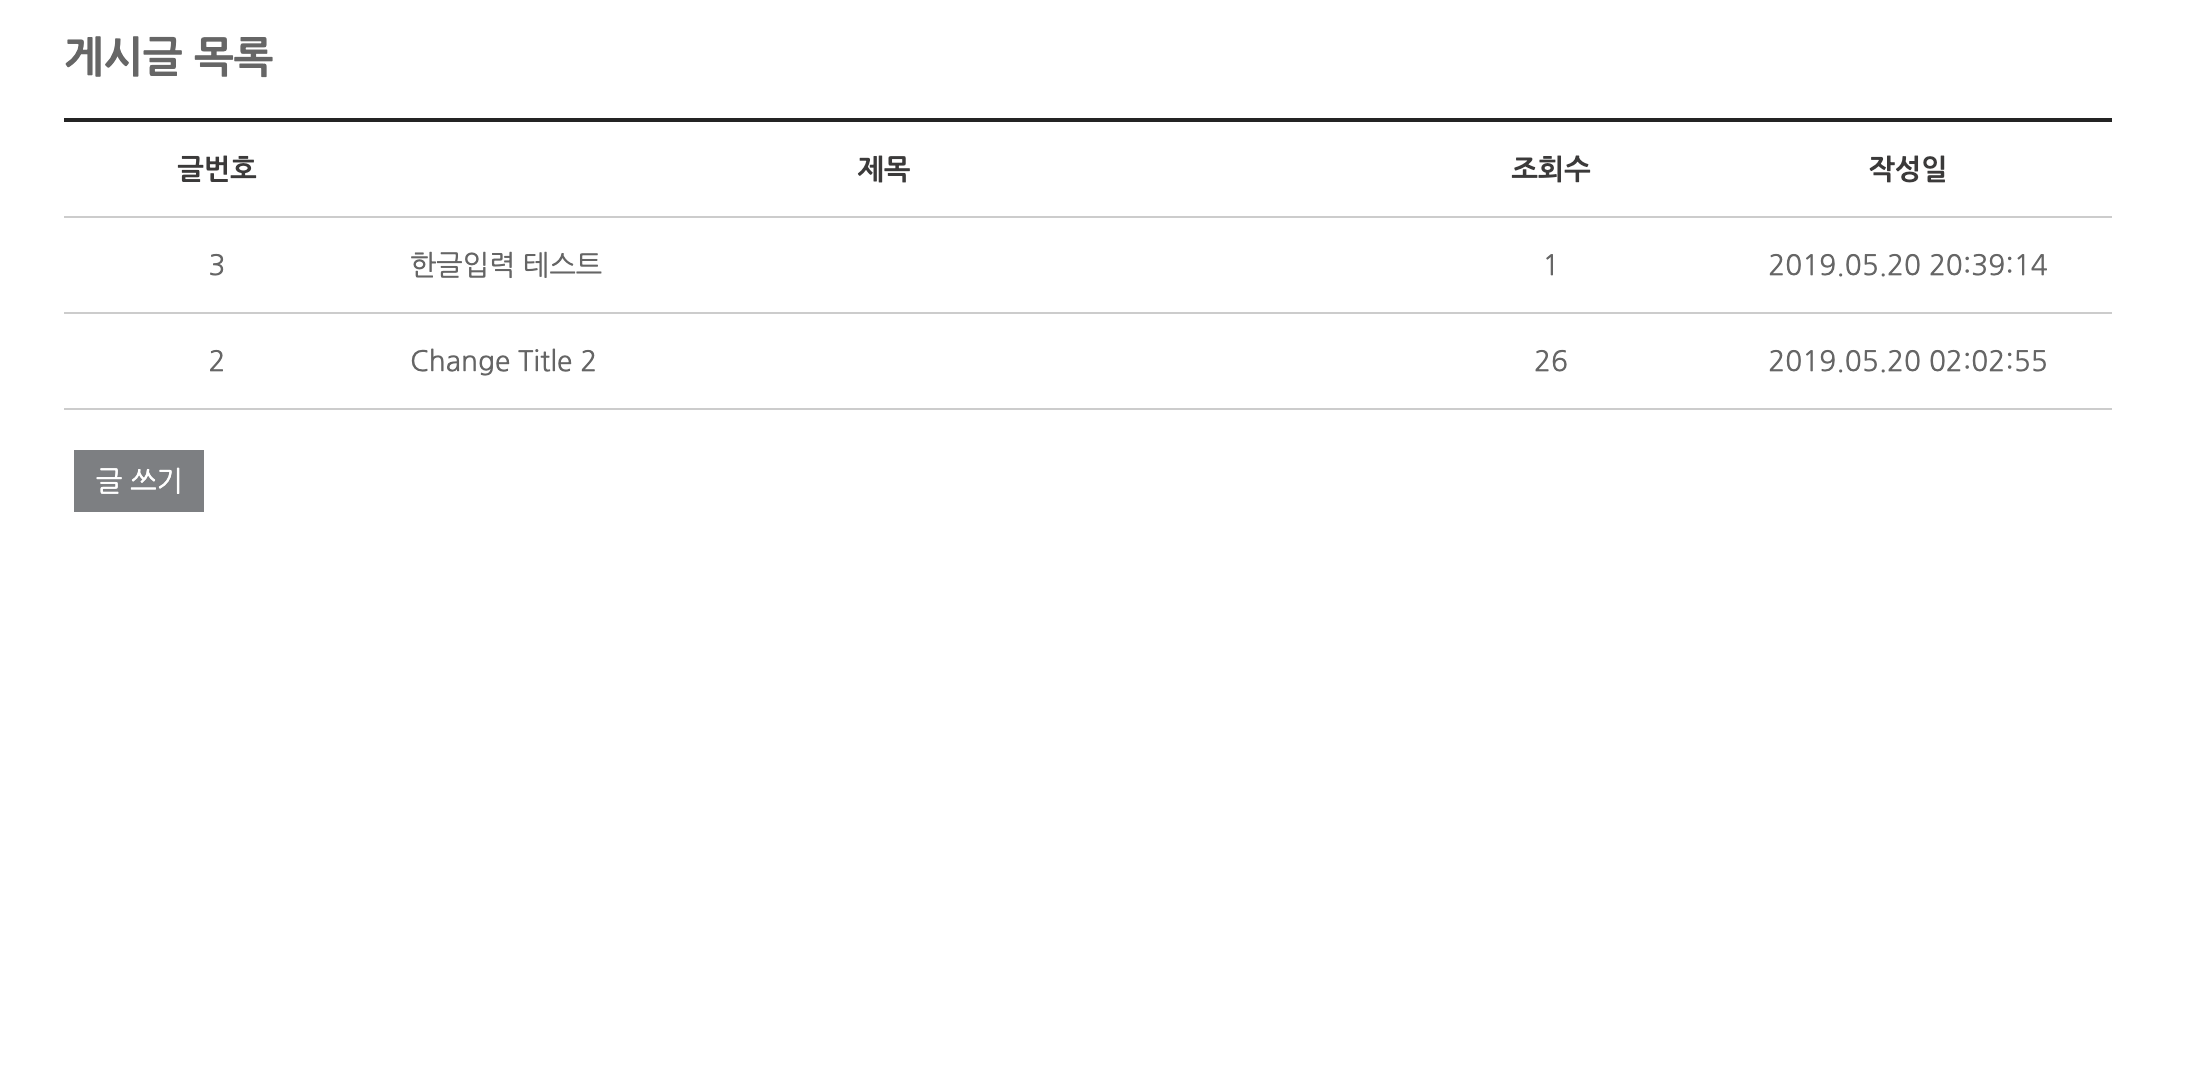 게시글 목록
글번호 제목 조회수 작성일
3 한글입력 테스트 1 2019.05.20 20:39:14
2 Change Title 2 26 2019.05.20 02:02:55
글 쓰기